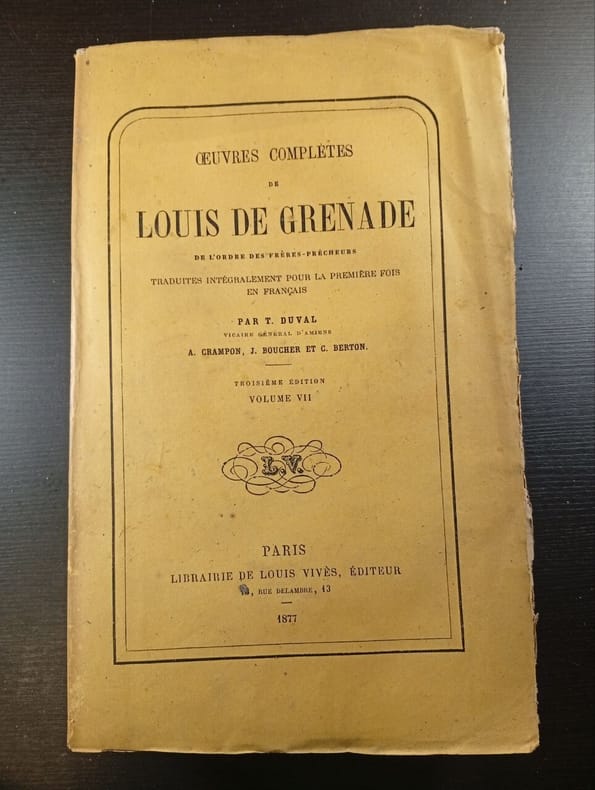 ŒUVRES COMPLÈTES
DE
LOUIS DE GRENADE
DE L'ORDRE DES FRÈRES-PRÊCHEURS
TRADUITES INTÉGRALEMENT POUR LA PREMIÈRE FOIS
EN FRANÇAIS
PAR T. DUVAL
VICAIRE GÉNÉRAL D'AMIENS
A. CRAMPON, J. BOUCHER ET C. BERTON.
TROISIÈME ÉDITION
VOLUME VII
L.V.
PARIS
LIBRAIRIE DE LOUIS VIVÈS, ÉDITEUR
, RUE DELAMBRE, 13
1877